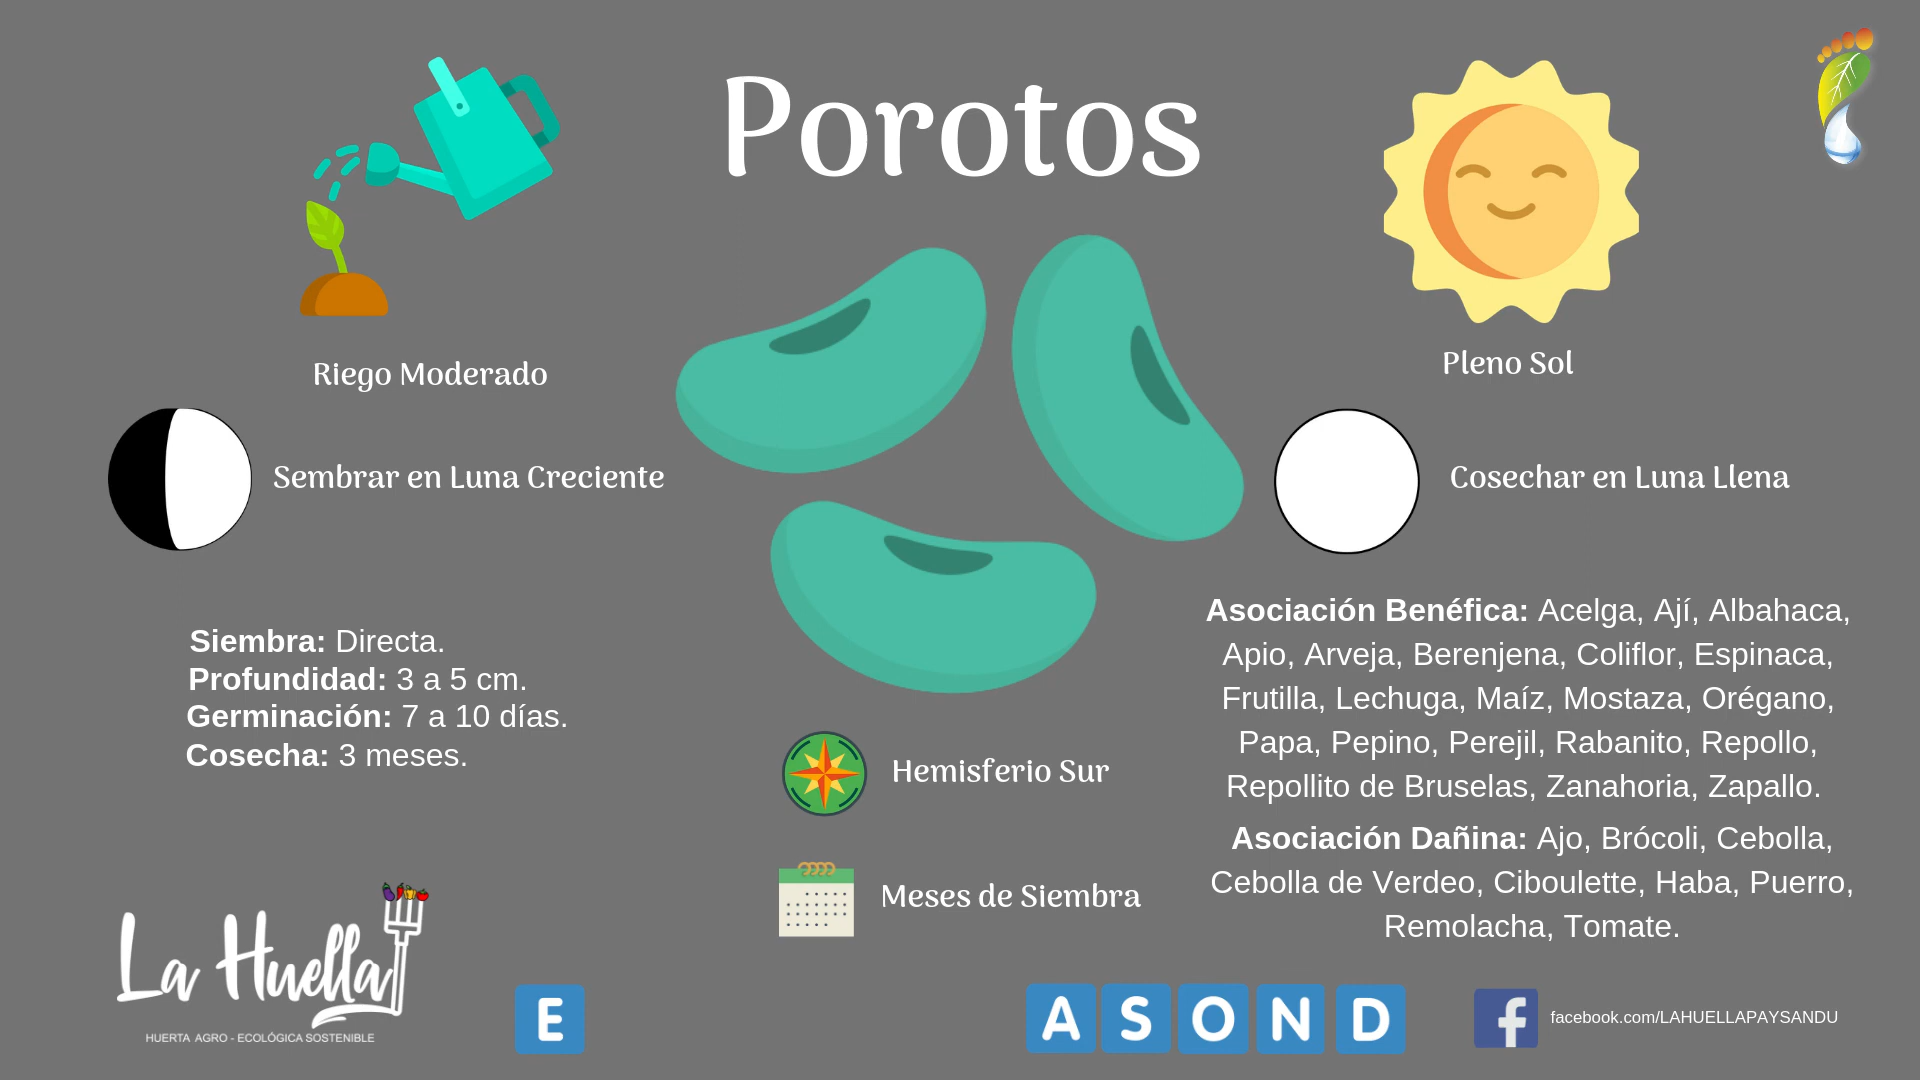 Porotos
Riego Moderado
Pleno Sol
Sembrar en Luna Creciente
Cosechar en Luna Llena
Siembra: Directa.
Profundidad: 3 a 5 cm.
Germinación: 7 a 10 días.
Cosecha: 3 meses.
Asociación Benéfica: Acelga, Ají, Albahaca,
Apio, Arveja, Berenjena, Coliflor, Espinaca,
Frutilla, Lechuga, Maíz, Mostaza, Orégano,
Papa, Pepino, Perejil, Rabanito, Repollo,
Repollito de Bruselas, Zanahoria, Zapallo.
Asociación Dañina: Ajo, Brócoli, Cebolla,
Cebolla de Verdeo, Ciboulette, Haba, Puerro,
Remolacha, Tomate.
Hemisferio Sur
Meses de Siembra
La Huella
HUERTA AGRO - ECOLÓGICA SOSTENIBLE
E A S O N D
f facebook.com/LAHUELLAPAYSANDU